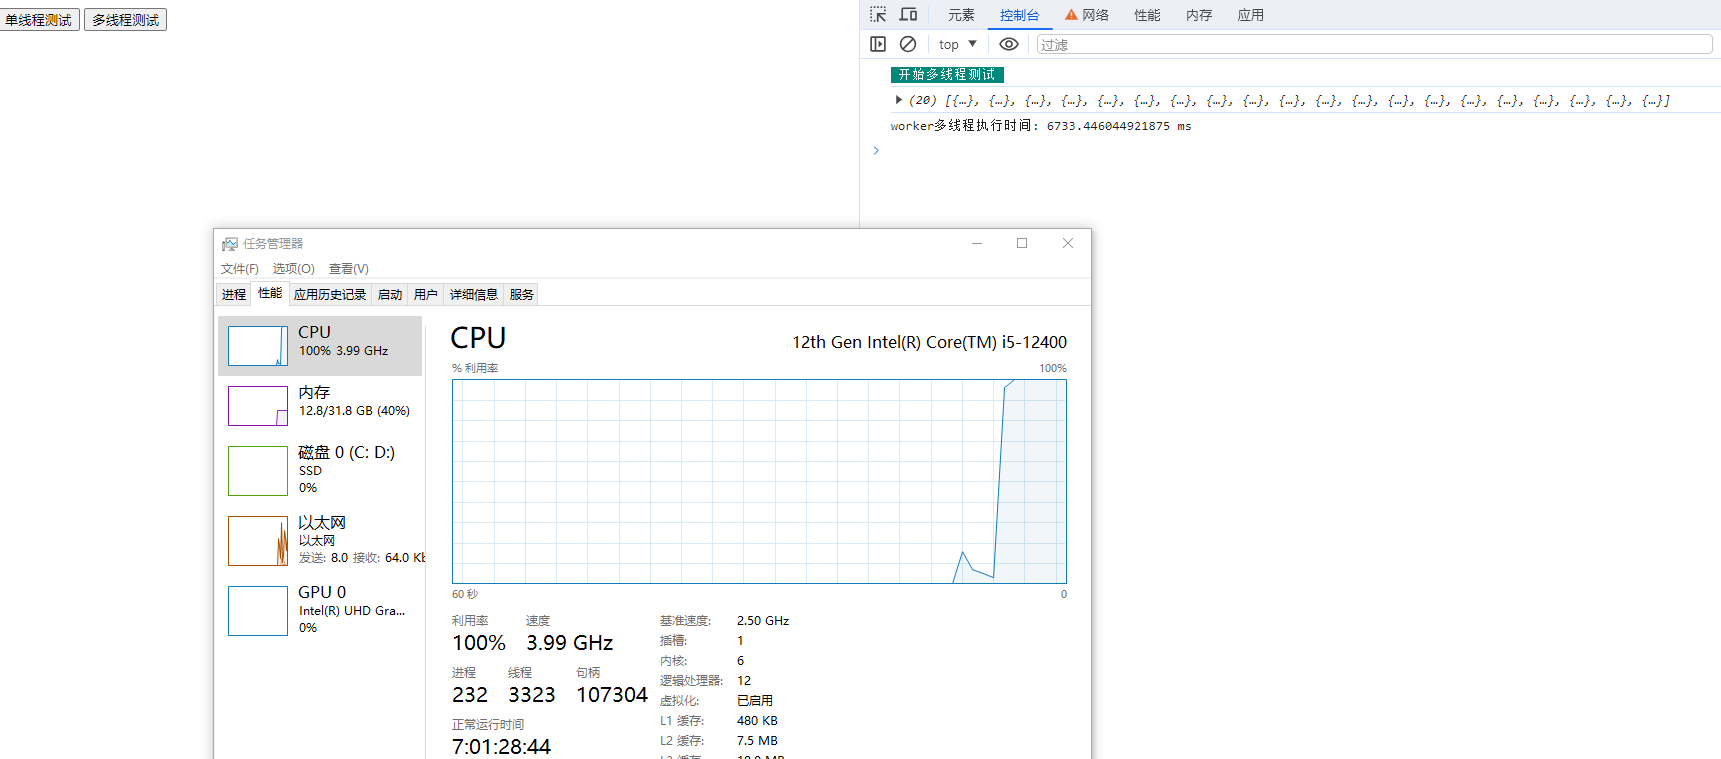 单线程测试 多线程测试
元素 控制台 网络 性能 内存 应用
top 过滤
开始多线程测试
(20) [{…}, {…}, {…}, {…}, {…}, {…}, {…}, {…}, {…}, {…}, {…}, {…}, {…}, {…}, {…}, {…}, {…}, {…}, {…}, {…}]
worker多线程执行时间: 6733.446044921875 ms
任务管理器
文件(F) 选项(O) 查看(V)
进程 性能 应用历史记录 启动 用户 详细信息 服务
CPU
100% 3.99 GHz
内存
12.8/31.8 GB (40%)
磁盘 0 (C: D:)
SSD
0%
以太网
以太网
发送: 8.0 接收: 64.0 Kb
GPU 0
Intel(R) UHD Gra...
0%
CPU
12th Gen Intel(R) Core(TM) i5-12400
% 利用率 100%
60 秒 0
利用率 速度
100% 3.99 GHz
进程 线程 句柄
232 3323 107304
正常运行时间
7:01:28:44
基准速度: 2.50 GHz
插槽: 1
内核: 6
逻辑处理器: 12
虚拟化: 已启用
L1 缓存: 480 KB
L2 缓存: 7.5 MB